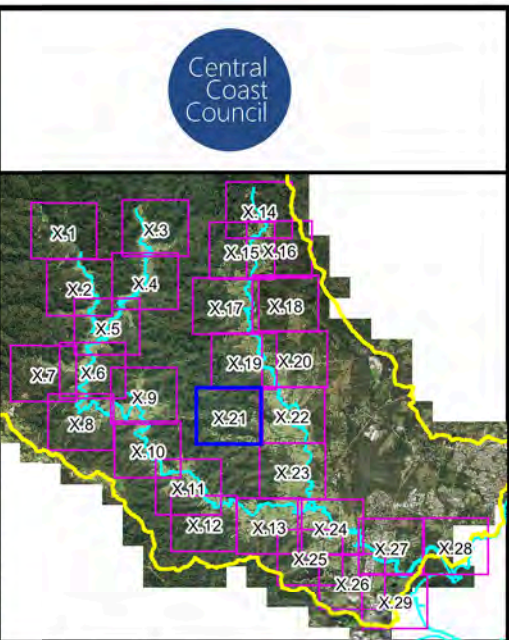 Central
Coast
Council
X.14
X.1
X.3
X.15
X.16
X.2
X.4
X.17
X.18
X.5
X.19
X.20
X.7
X.6
X.9
X.21
X.22
X.8
X.10
X.23
X.11
X.12
X.13
X.24
X.27
X.28
X.25
X.26
X.29